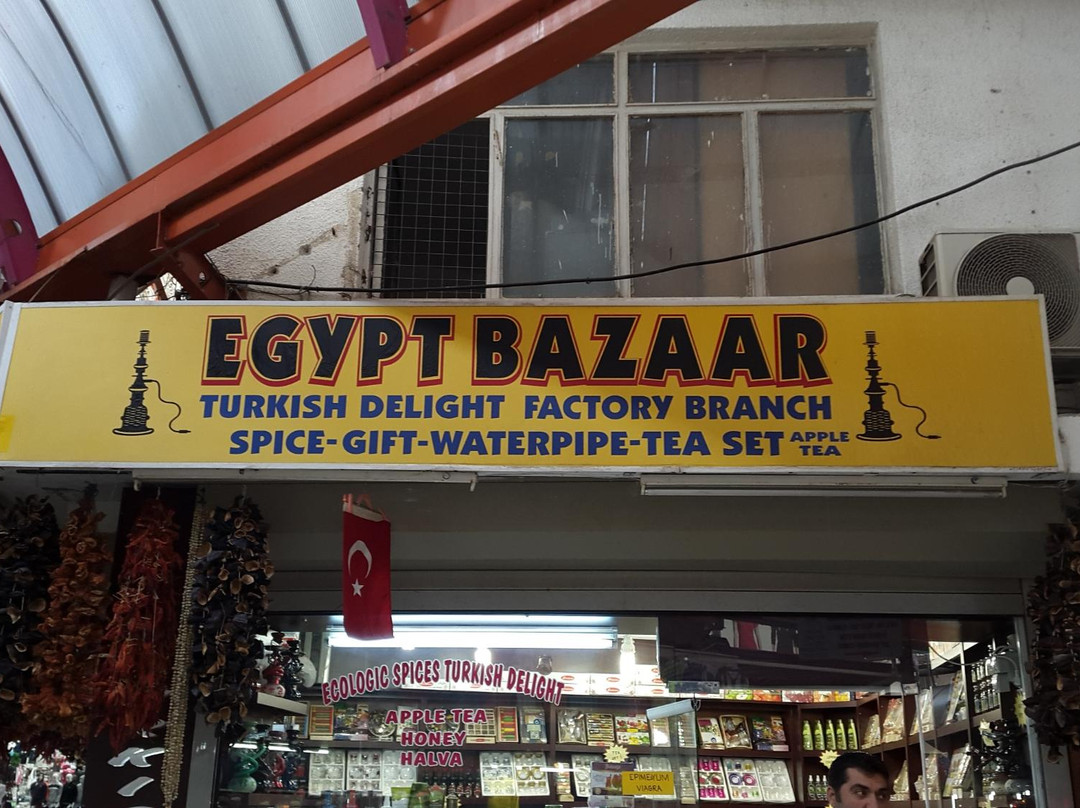 EGYPT BAZAAR
TURKISH DELIGHT FACTORY BRANCH
SPICE-GIFT-WATERPIPE-TEA SET APPLE TEA
ECOLOGIC SPICES TURKISH DELIGHT
APPLE TEA
HONEY
HALVA
EPIMEDIUM
VIAGRA